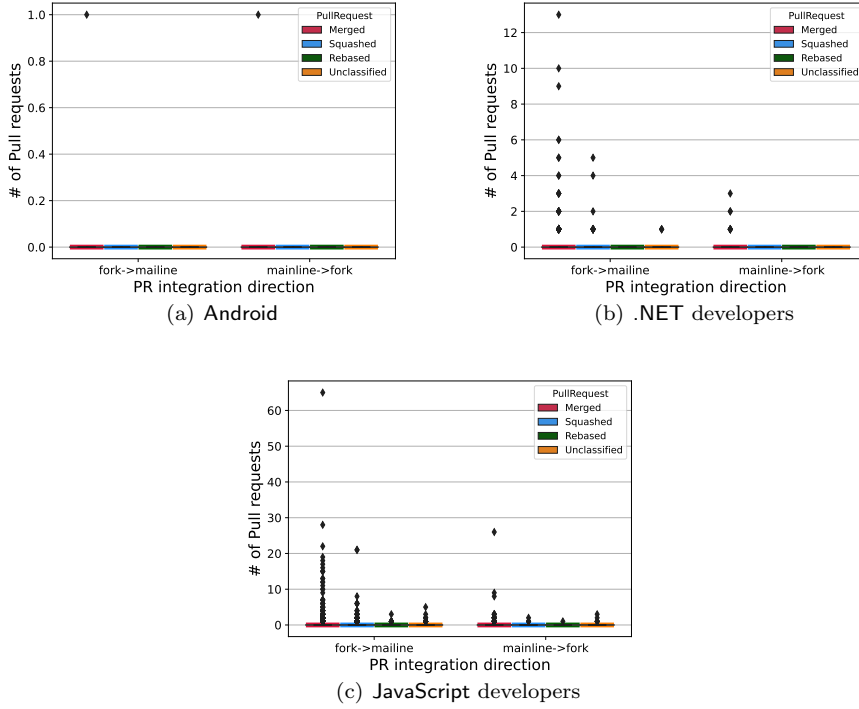 PullRequest
Merged
Squashed
Rebased
Unclassified
1.0
0.8
0.6
0.4
0.2
0.0
# of Pull requests
fork->mailine mainline->fork
PR integration direction
(a) Android
PullRequest
Merged
Squashed
Rebased
Unclassified
12
10
8
6
4
2
0
# of Pull requests
fork->mailine mainline->fork
PR integration direction
(b) .NET developers
PullRequest
Merged
Squashed
Rebased
Unclassified
60
50
40
30
20
10
0
# of Pull requests
fork->mailine mainline->fork
PR integration direction
(c) JavaScript developers